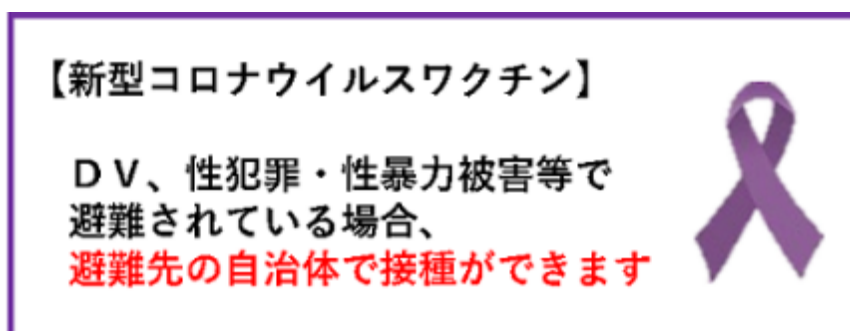 【新型コロナウイルスワクチン】
ＤＶ、性犯罪・性暴力被害等で
避難されている場合、
避難先の自治体で接種ができます